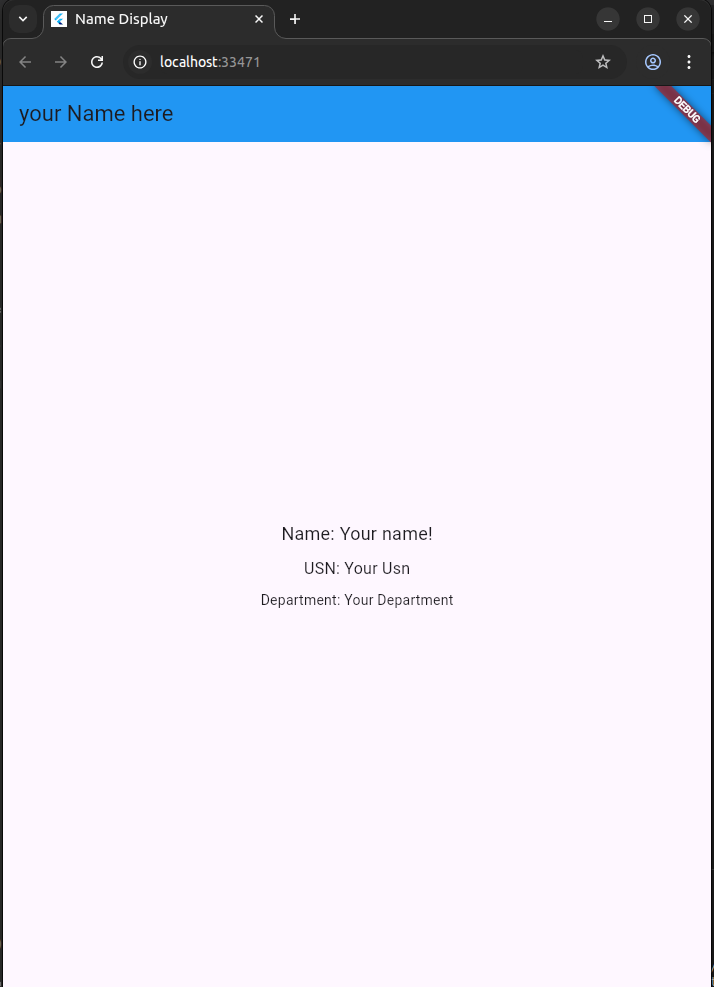 Name Display
localhost:33471
your Name here
DEBUG
Name: Your name!
USN: Your Usn
Department: Your Department